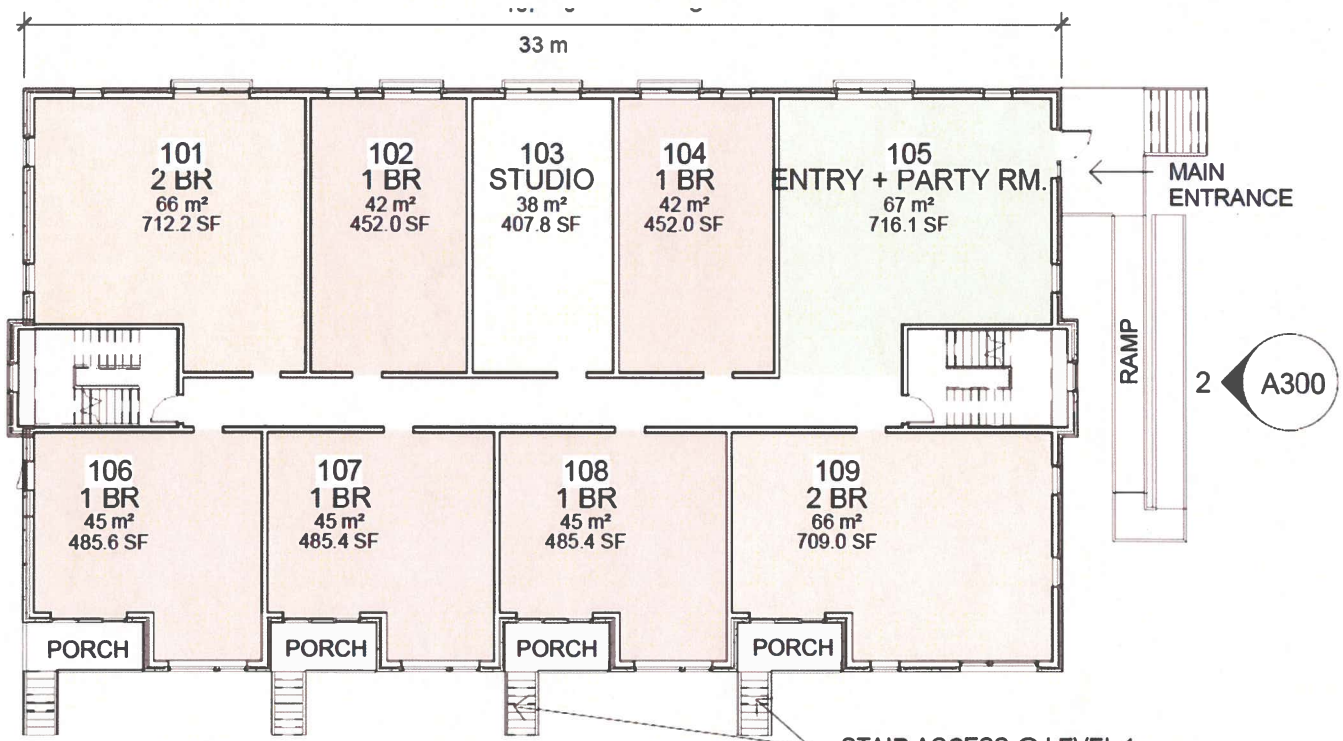 33 m
101
2 BR
66 m²
712.2 SF
102
1 BR
42 m²
452.0 SF
103
STUDIO
38 m²
407.8 SF
104
1 BR
42 m²
452.0 SF
105
ENTRY + PARTY RM.
67 m²
716.1 SF
MAIN
ENTRANCE
RAMP
2
A300
106
1 BR
45 m²
485.6 SF
107
1 BR
45 m²
485.4 SF
108
1 BR
45 m²
485.4 SF
109
2 BR
66 m²
709.0 SF
PORCH
PORCH
PORCH
PORCH
STAIR ACCESS @ LEVEL 1